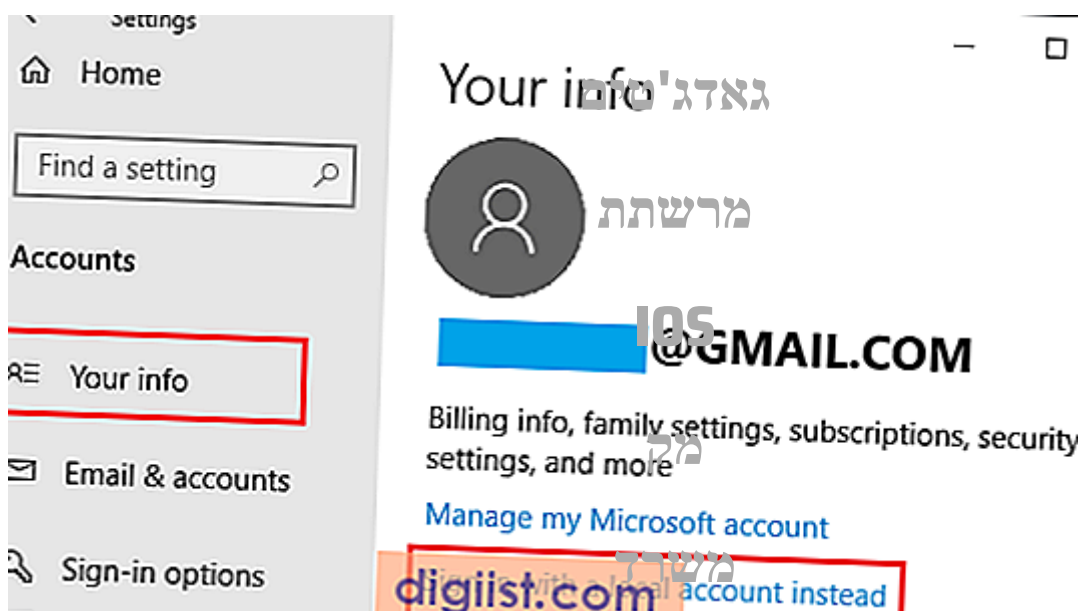 Settings
Home
Find a setting
Accounts
Your info
Email & accounts
Sign-in options
Your info
גאדג'טים
מרשתת
IOS
@GMAIL.COM
Billing info, family settings, subscriptions, security
settings, and more
מק
Manage my Microsoft account
משרד
with a local account instead
digiist.com